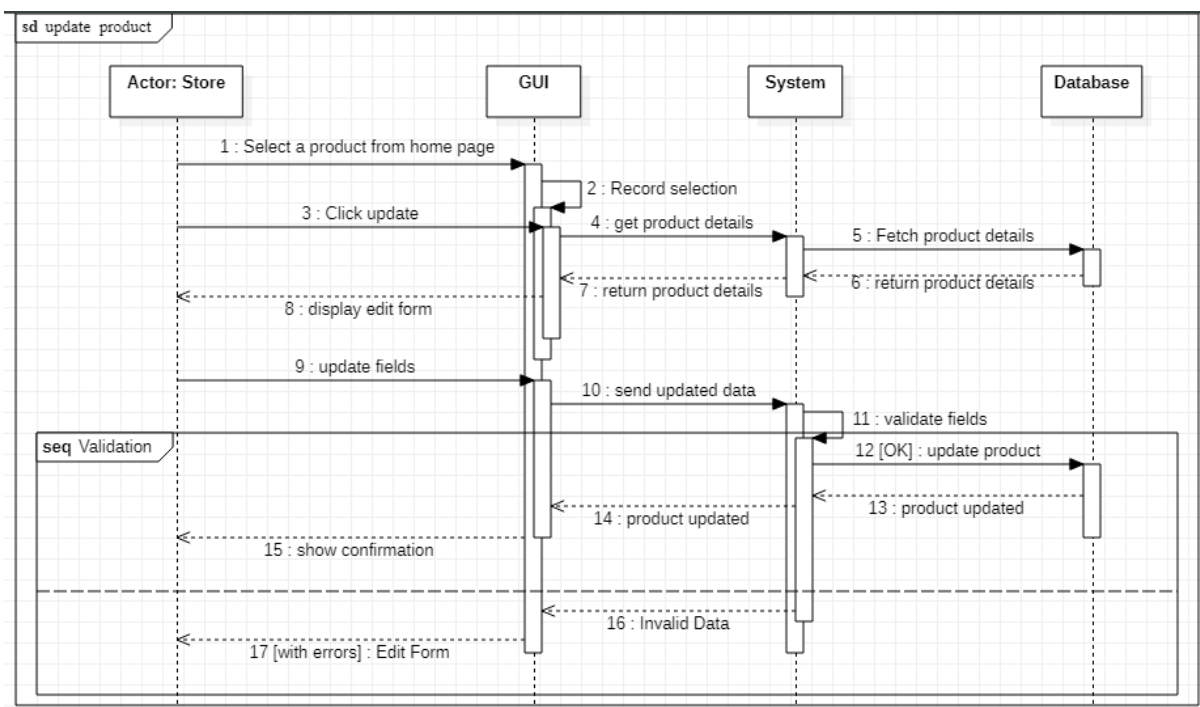 sd update product
Actor: Store
GUI
System
Database
1 : Select a product from home page
2 : Record selection
3 : Click update
4 : get product details
5 : Fetch product details
6 : return product details
7 : return product details
8 : display edit form
9 : update fields
10 : send updated data
11 : validate fields
seq Validation
12 [OK] : update product
13 : product updated
14 : product updated
15 : show confirmation
16 : Invalid Data
17 [with errors] : Edit Form